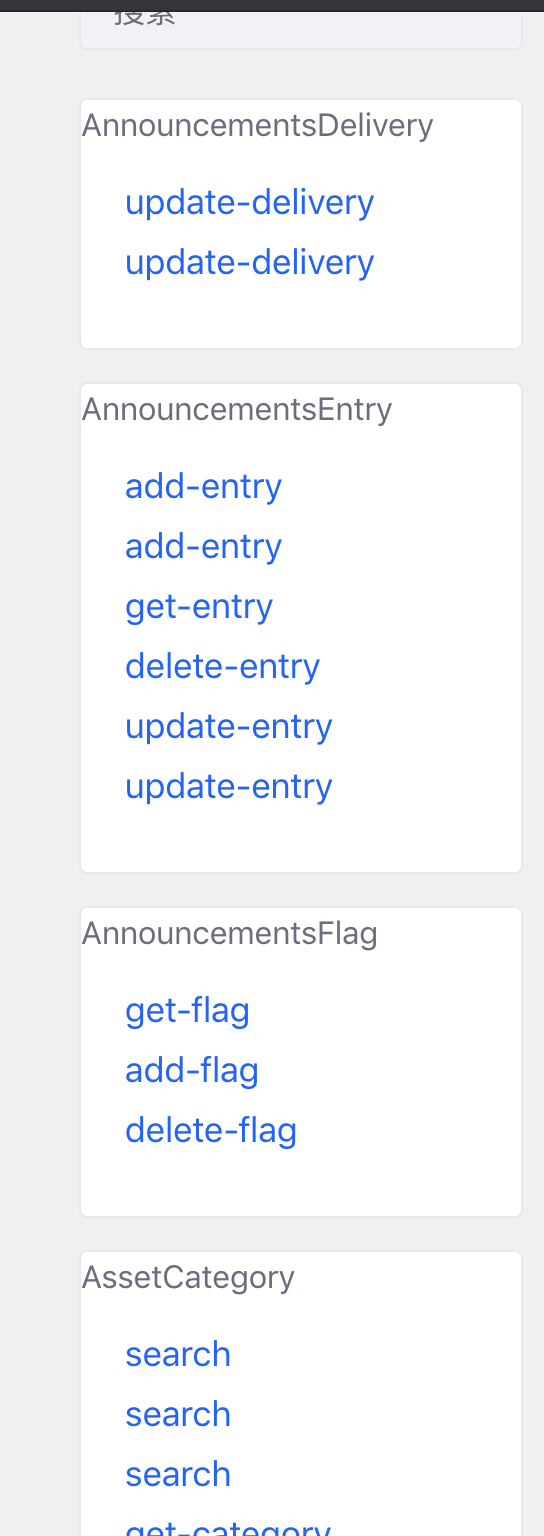 搜索
AnnouncementsDelivery
update-delivery
update-delivery
AnnouncementsEntry
add-entry
add-entry
get-entry
delete-entry
update-entry
update-entry
AnnouncementsFlag
get-flag
add-flag
delete-flag
AssetCategory
search
search
search
get-category